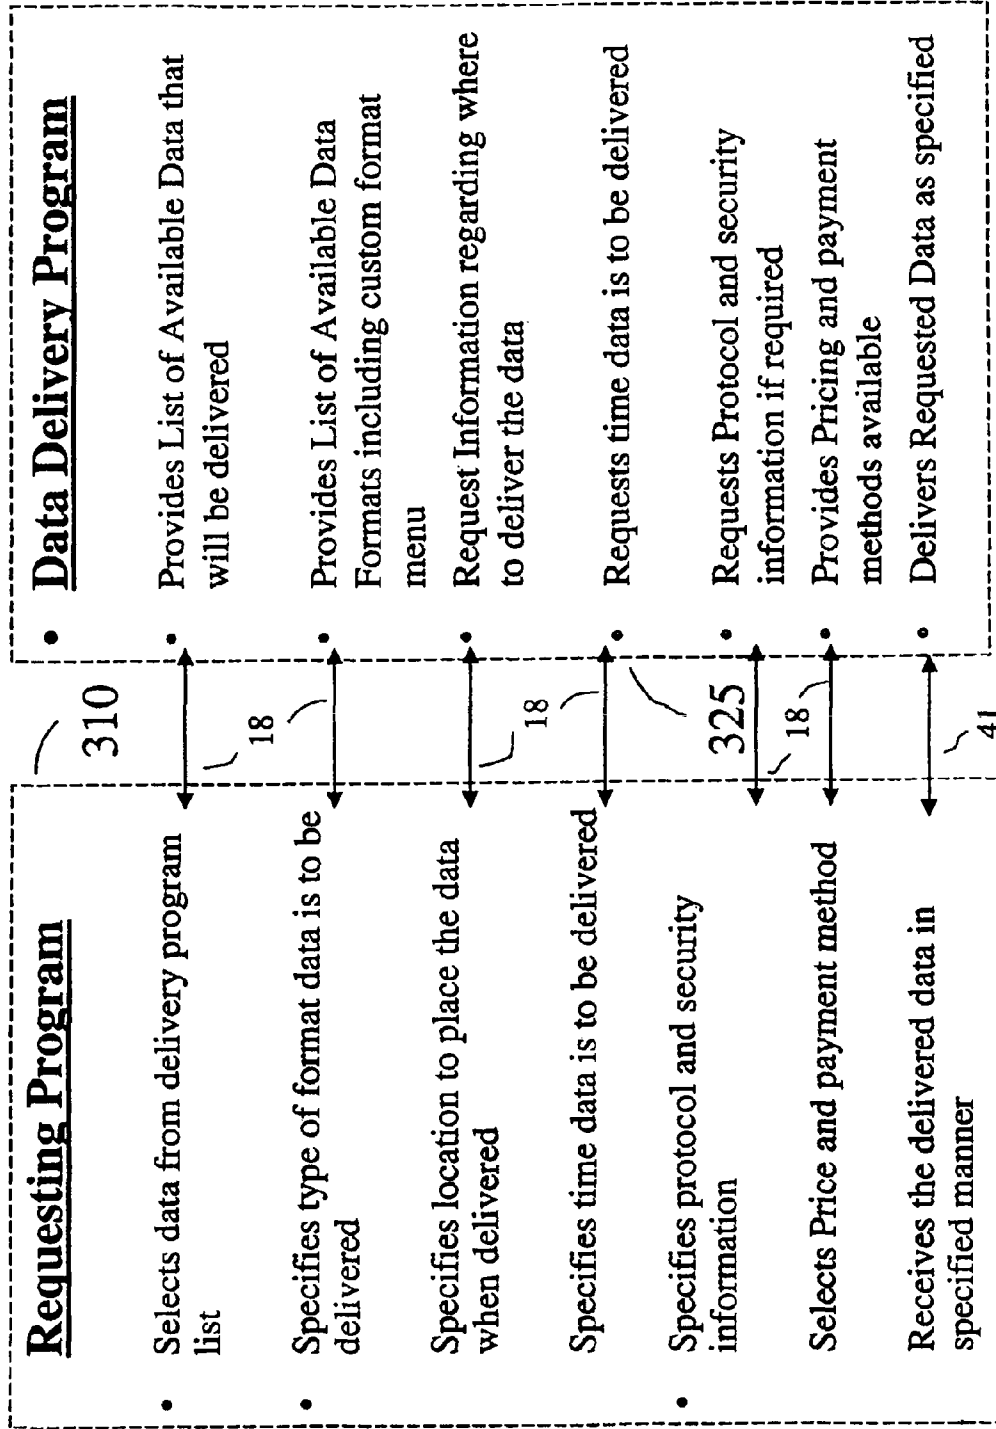 Requesting Program
• Selects data from delivery program
list
• Specifies type of format data is to be
delivered
Specifies location to place the data
when delivered
Specifies time data is to be delivered
• Specifies protocol and security
information
Selects Price and payment method
Receives the delivered data in
specified manner
310
18
18
18
18
325
18
18
41
• Data Delivery Program
• Provides List of Available Data that
will be delivered
• Provides List of Available Data
Formats including custom format
menu
• Request Information regarding where
to deliver the data
• Requests time data is to be delivered
• Requests Protocol and security
information if required
• Provides Pricing and payment
methods available
• Delivers Requested Data as specified